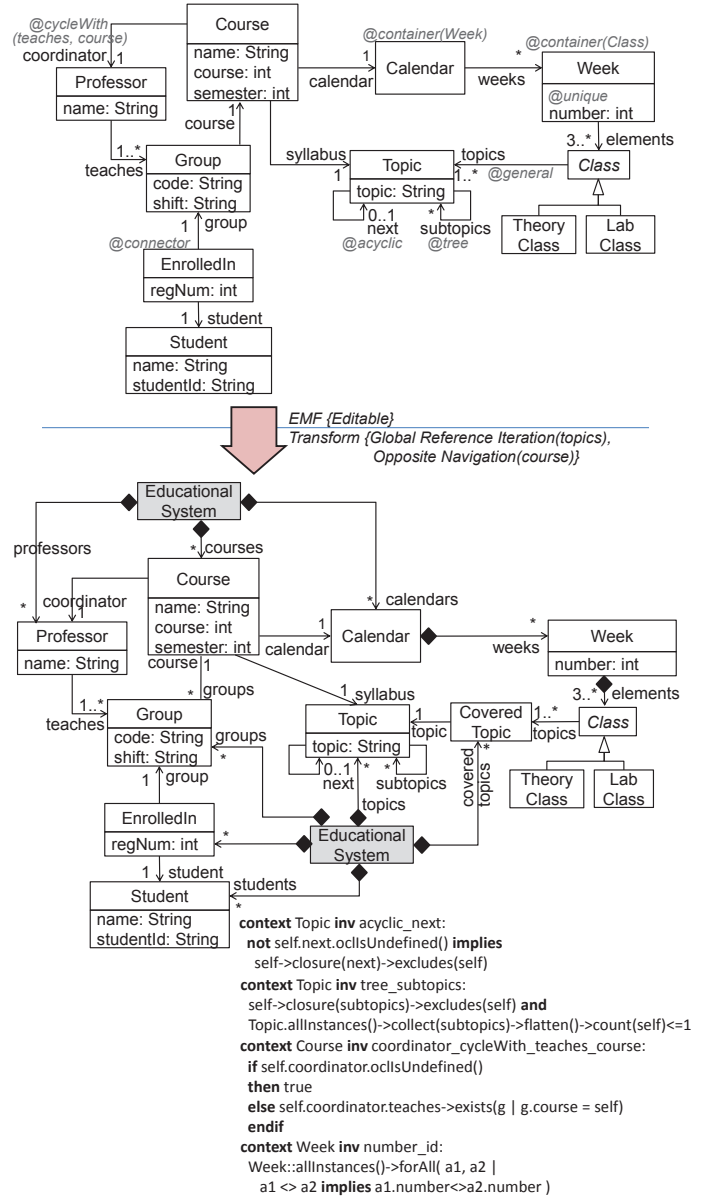 @cycleWith
(teaches, course)
coordinator
1
Course
name: String
course: int
semester: int
@container(Week)
1
calendar
Calendar
*
weeks
@container(Class)
Week
@unique
number: int
Professor
name: String
1
course
3..*
elements
1..*
teaches
Group
code: String
shift: String
syllabus
1
Topic
topic: String
topics
1..*
@general
Class
0..1
next
@acyclic
*
subtopics
@tree
Theory
Class
Lab
Class
1
group
@connector
EnrolledIn
regNum: int
1
student
Student
name: String
studentId: String
EMF {Editable}
Transform {Global Reference Iteration(topics),
Opposite Navigation(course)}
Educational
System
professors
*
*
courses
Course
name: String
course: int
semester: int
coordinator
1
*
calendars
Professor
name: String
1
calendar
Calendar
*
weeks
Week
number: int
course
1
*
groups
1
syllabus
3..*
elements
1..*
teaches
Group
code: String
shift: String
groups
*
Topic
topic: String
1
topic
Covered
Topic
1..*
topics
Class
0..1
next
*
topics
*
subtopics
covered
topics
*
Theory
Class
Lab
Class
1
group
EnrolledIn
regNum: int
*
Educational
System
1
student
students
*
Student
name: String
studentId: String
context Topic inv acyclic_next:
not self.next.oclIsUndefined() implies
self->closure(next)->excludes(self)
context Topic inv tree_subtopics:
self->closure(subtopics)->excludes(self) and
Topic.allInstances()->collect(subtopics)->flatten()->count(self)<=1
context Course inv coordinator_cycleWith_teaches_course:
if self.coordinator.oclIsUndefined()
then true
else self.coordinator.teaches->exists(g | g.course = self)
endif
context Week inv number_id:
Week::allInstances()->forAll( a1, a2 |
a1 <> a2 implies a1.number<>a2.number )